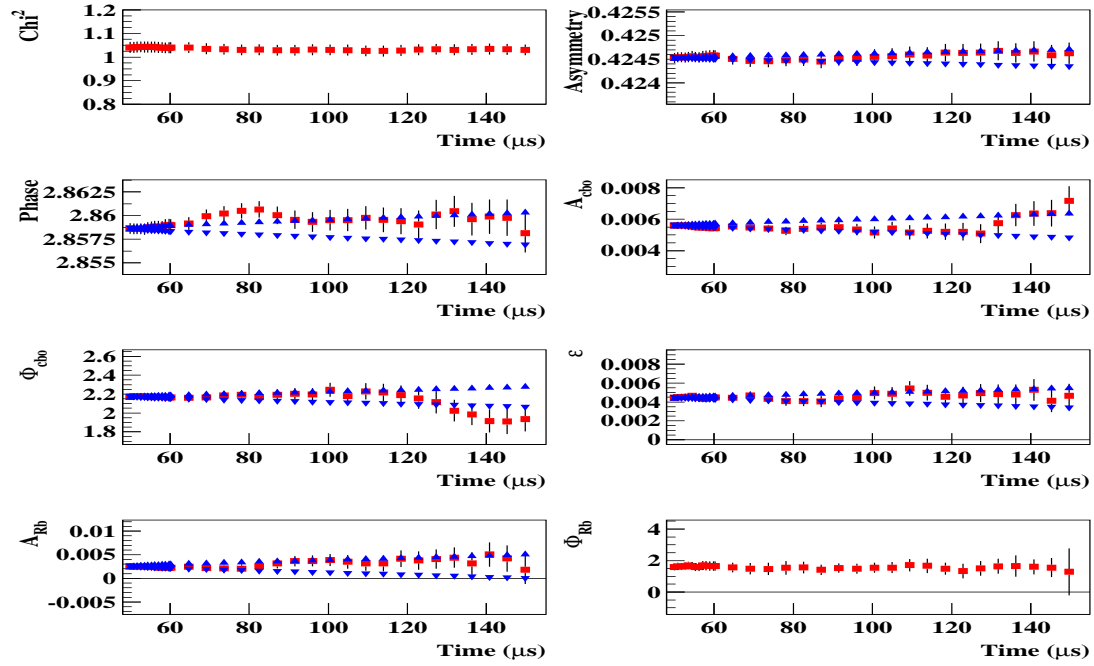 Chi²
1.2
1.1
1
0.9
0.8
60 80 100 120 140
Time (μs)
Asymmetry
0.4255
0.4245
0.424
60 80 100 120 140
Time (μs)
Phase
2.8625
2.86
2.8575
2.855
60 80 100 120 140
Time (μs)
A_cbo
0.008
0.006
0.004
60 80 100 120 140
Time (μs)
Φ_cbo
2.6
2.4
2.2
2
1.8
60 80 100 120 140
Time (μs)
ε
0.008
0.006
0.004
0.002
0
60 80 100 120 140
Time (μs)
A_Rb
0.01
0.005
0
-0.005
60 80 100 120 140
Time (μs)
Φ_Rb
4
2
0
60 80 100 120 140
Time (μs)